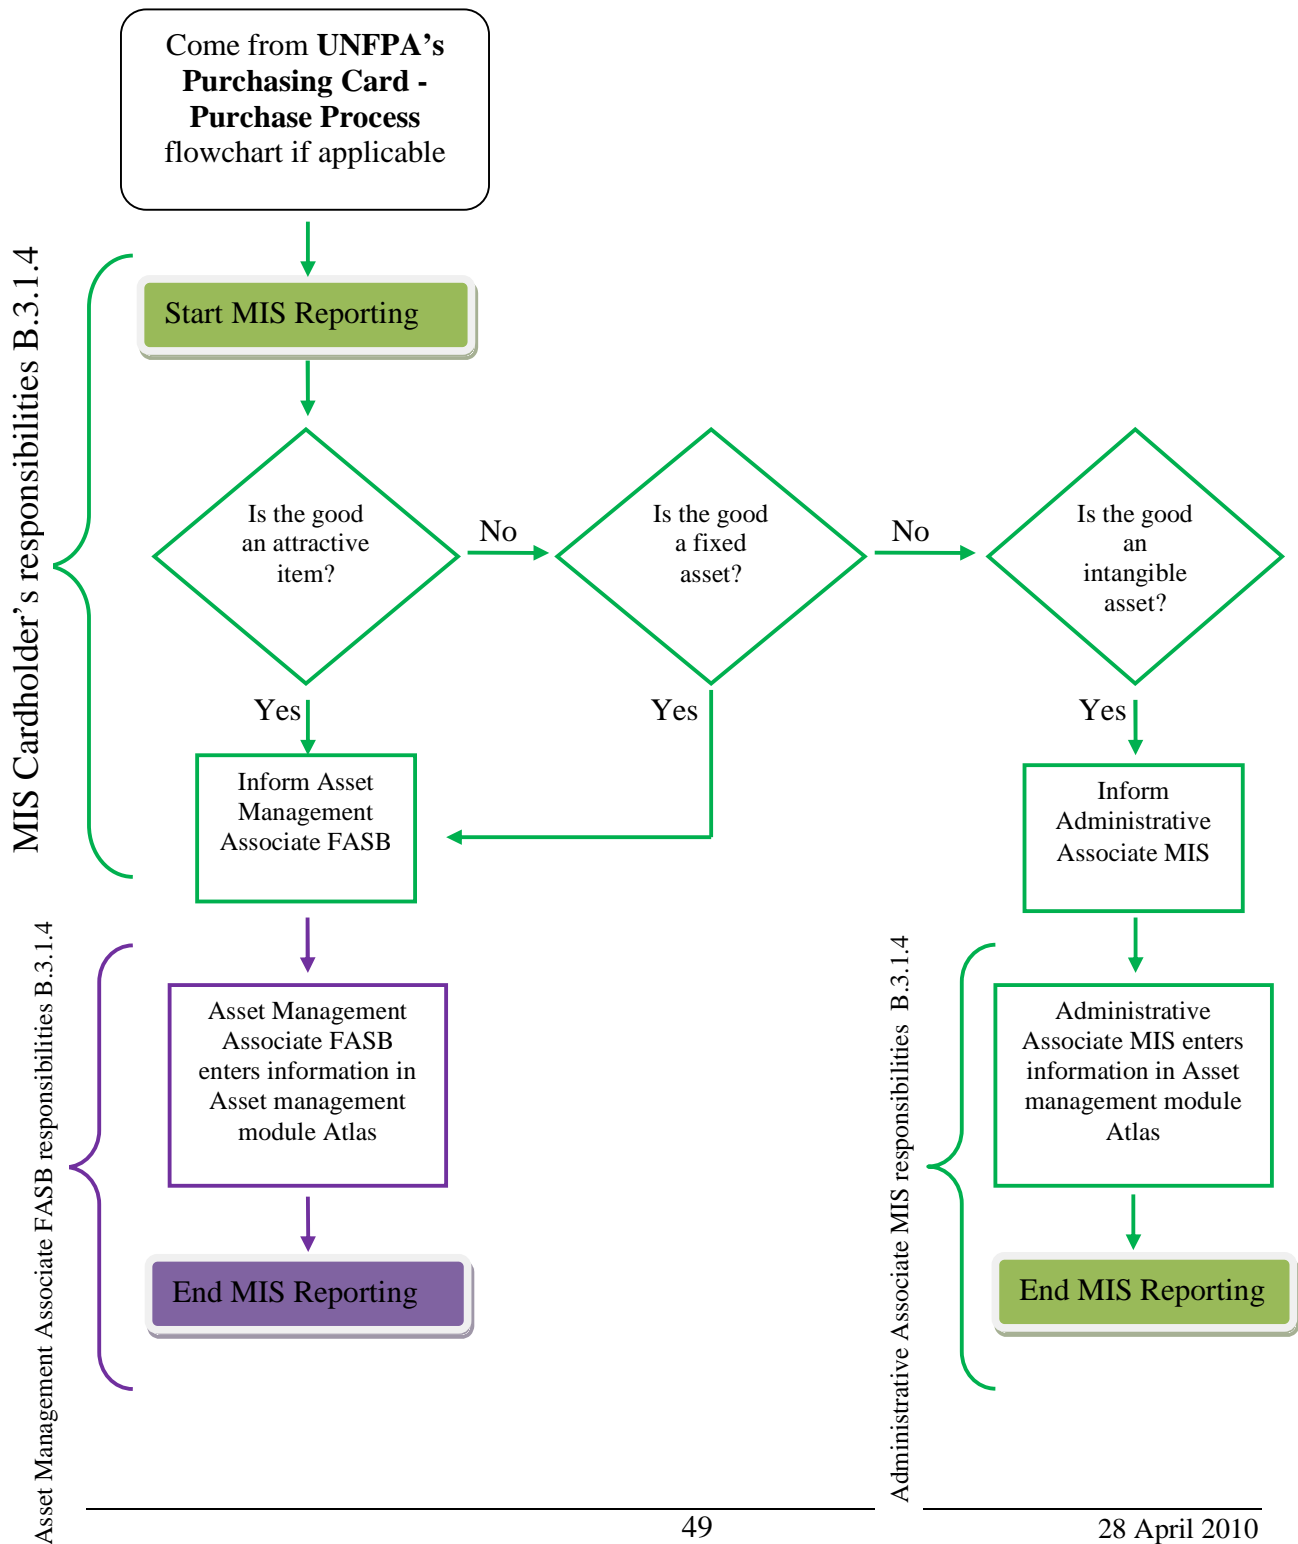 Come from UNFPA's
Purchasing Card -
Purchase Process
flowchart if applicable
MIS Cardholder's responsibilities B.3.1.4
Start MIS Reporting
Is the good
an attractive
item?
No
Is the good
a fixed
asset?
No
Is the good
an
intangible
asset?
Yes
Yes
Yes
Inform Asset
Management
Associate FASB
Inform
Administrative
Associate MIS
Asset Management Associate FASB responsibilities B.3.1.4
Asset Management
Associate FASB
enters information in
Asset management
module Atlas
Administrative Associate MIS responsibilities B.3.1.4
Administrative
Associate MIS enters
information in Asset
management module
Atlas
End MIS Reporting
End MIS Reporting
49
28 April 2010